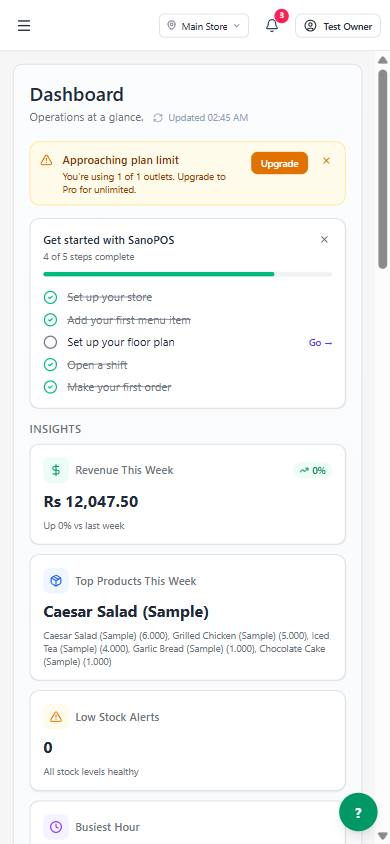 Main Store
3
Test Owner
Dashboard
Operations at a glance.
Updated 02:45 AM
Approaching plan limit
You're using 1 of 1 outlets. Upgrade to
Pro for unlimited.
Upgrade
Get started with SanoPOS
4 of 5 steps complete
Set up your store
Add your first menu item
Set up your floor plan
Go →
Open a shift
Make your first order
INSIGHTS
Revenue This Week
0%
Rs 12,047.50
Up 0% vs last week
Top Products This Week
Caesar Salad (Sample)
Caesar Salad (Sample) (6.000), Grilled Chicken (Sample) (5.000), Iced
Tea (Sample) (4.000), Garlic Bread (Sample) (1.000), Chocolate Cake
(Sample) (1.000)
Low Stock Alerts
0
All stock levels healthy
Busiest Hour
?